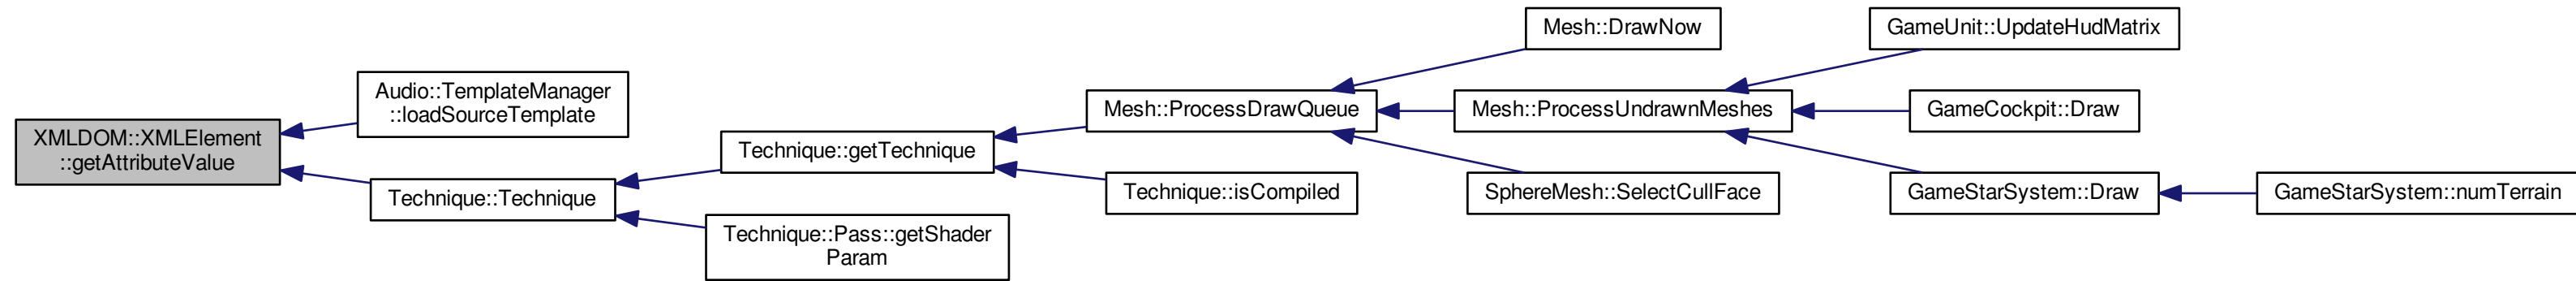 XMLDOM::XMLElement
::getAttributeValue
Audio::TemplateManager
::loadSourceTemplate
Technique::Technique
Technique::getTechnique
Technique::Pass::getShader
Param
Mesh::ProcessDrawQueue
Technique::isCompiled
Mesh::DrawNow
Mesh::ProcessUndrawnMeshes
SphereMesh::SelectCullFace
GameUnit::UpdateHudMatrix
GameCockpit::Draw
GameStarSystem::Draw
GameStarSystem::numTerrain